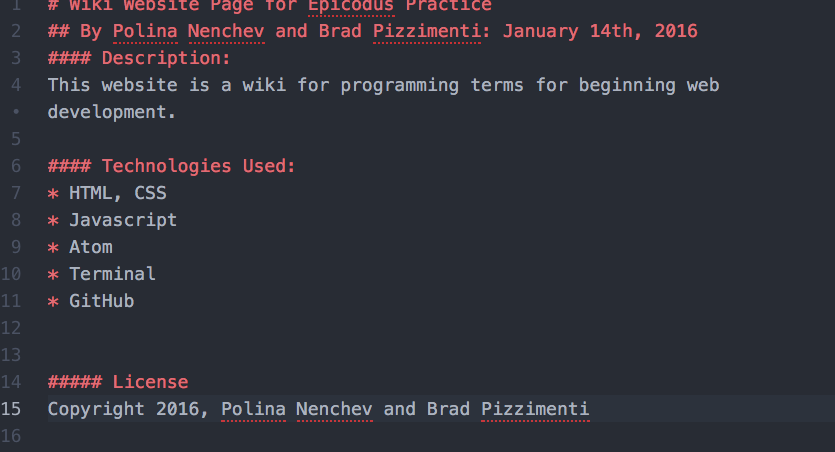 1 # Wiki Website Page for Epicodus Practice
2 ## By Polina Nenchev and Brad Pizzimenti: January 14th, 2016
3 #### Description:
4 This website is a wiki for programming terms for beginning web
• development.
5
6 #### Technologies Used:
7 * HTML, CSS
8 * Javascript
9 * Atom
10 * Terminal
11 * GitHub
12
13
14 ##### License
15 Copyright 2016, Polina Nenchev and Brad Pizzimenti
16